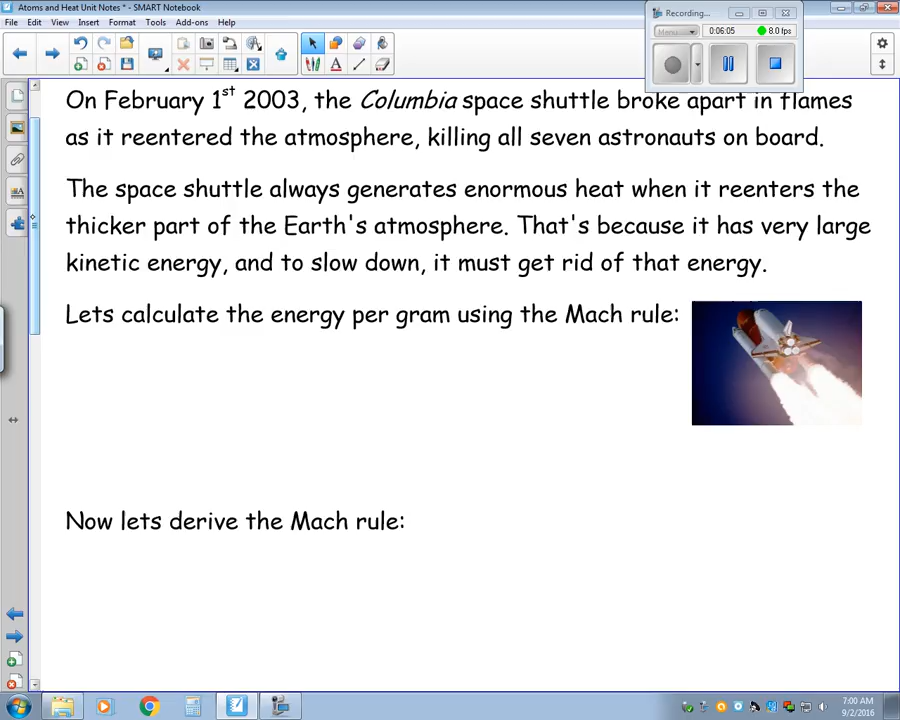 Atoms and Heat Unit Notes * - SMART Notebook
Recording...
File Edit View Insert Format Tools Add-ons Help
Menu 0:06:05 8.0 fps
On February 1st 2003, the Columbia space shuttle broke apart in flames
as it reentered the atmosphere, killing all seven astronauts on board.
The space shuttle always generates enormous heat when it reenters the
thicker part of the Earth's atmosphere. That's because it has very large
kinetic energy, and to slow down, it must get rid of that energy.
Lets calculate the energy per gram using the Mach rule:
Now lets derive the Mach rule:
7:00 AM
9/2/2016